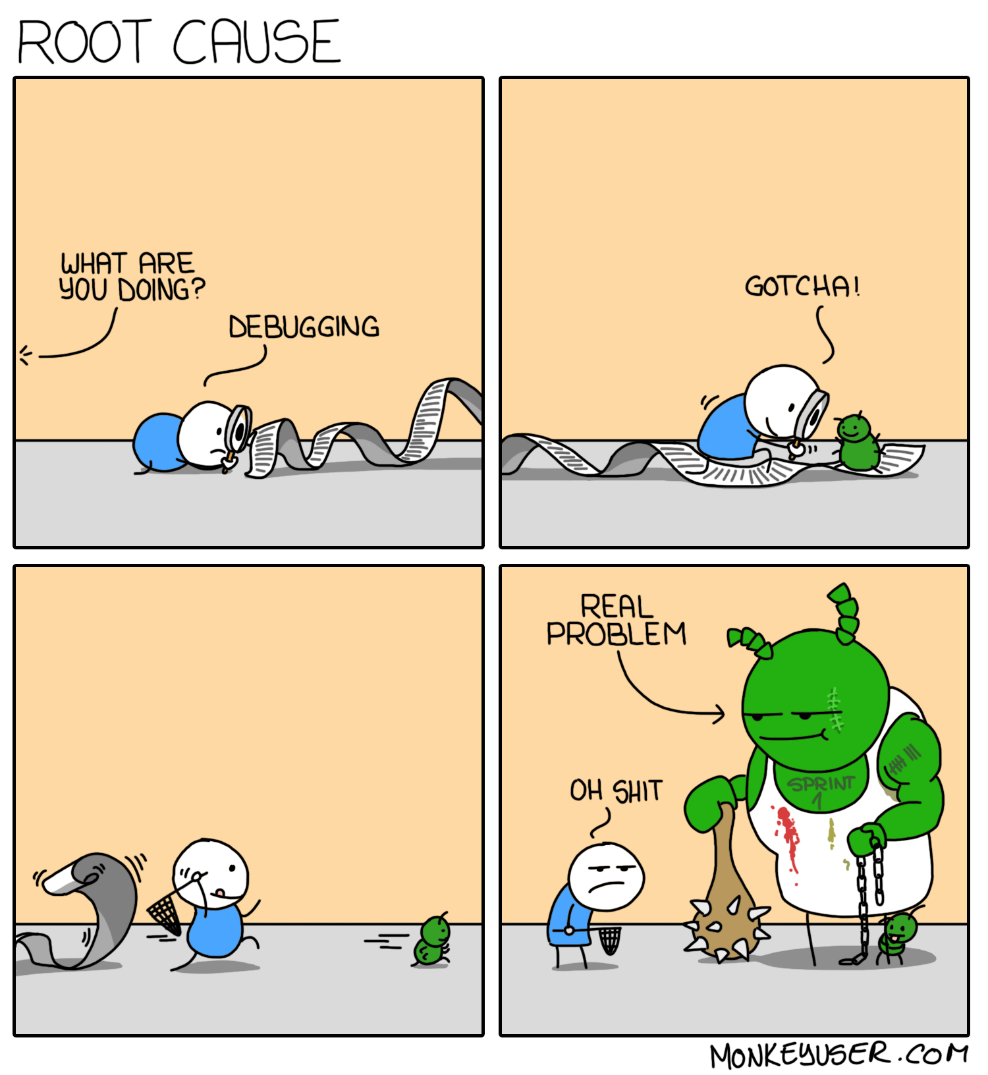 ROOT CAUSE
WHAT ARE
YOU DOING?
DEBUGGING
GOTCHA!
REAL
PROBLEM
OH SHIT
SPRINT
1
MONKEYUSER.COM